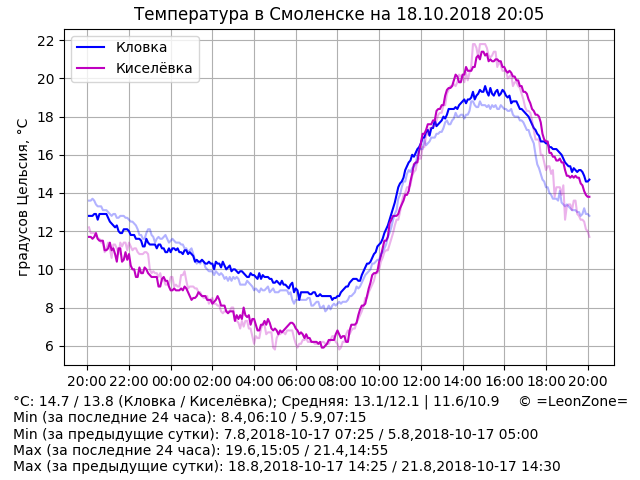 Температура в Смоленске на 18.10.2018 20:05
Кловка
Киселёвка
градусов Цельсия, °C
22
20
18
16
14
12
10
8
6
20:00 22:00 00:00 02:00 04:00 06:00 08:00 10:00 12:00 14:00 16:00 18:00 20:00
°C: 14.7 / 13.8 (Кловка / Киселёвка); Средняя: 13.1/12.1 | 11.6/10.9 © =LeonZone=
Min (за последние 24 часа): 8.4,06:10 / 5.9,07:15
Min (за предыдущие сутки): 7.8,2018-10-17 07:25 / 5.8,2018-10-17 05:00
Max (за последние 24 часа): 19.6,15:05 / 21.4,14:55
Max (за предыдущие сутки): 18.8,2018-10-17 14:25 / 21.8,2018-10-17 14:30